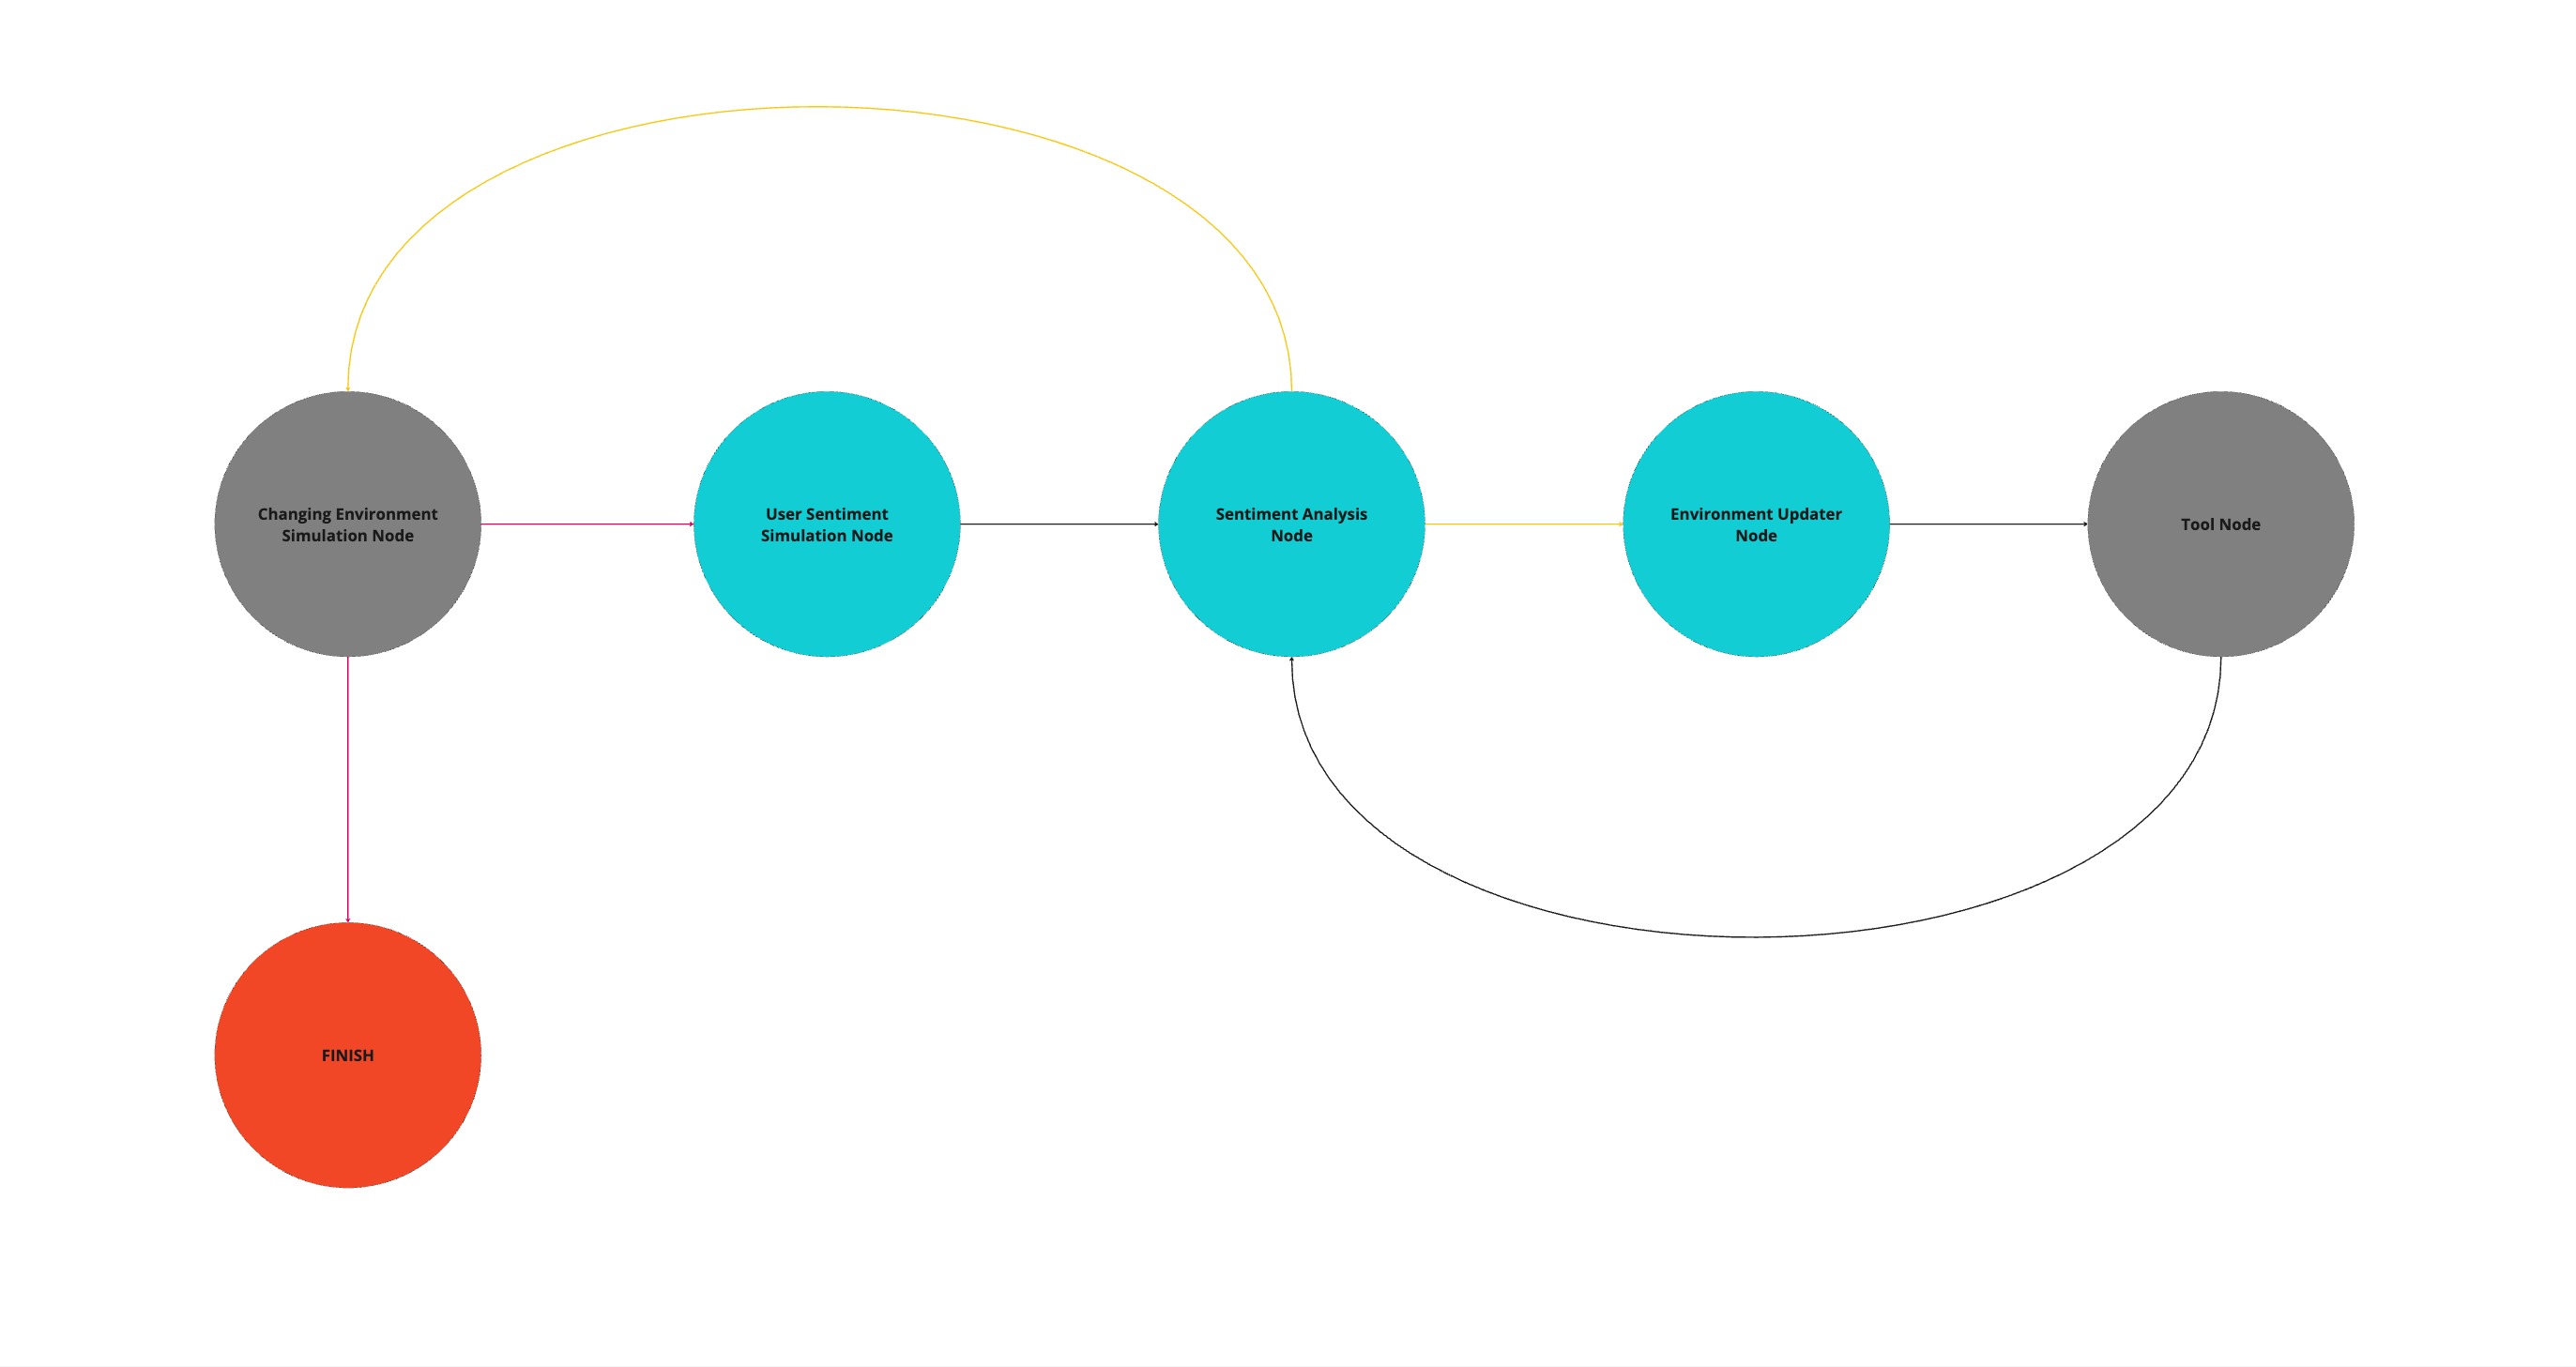 Changing Environment
Simulation Node
User Sentiment
Simulation Node
Sentiment Analysis
Node
Environment Updater
Node
Tool Node
FINISH